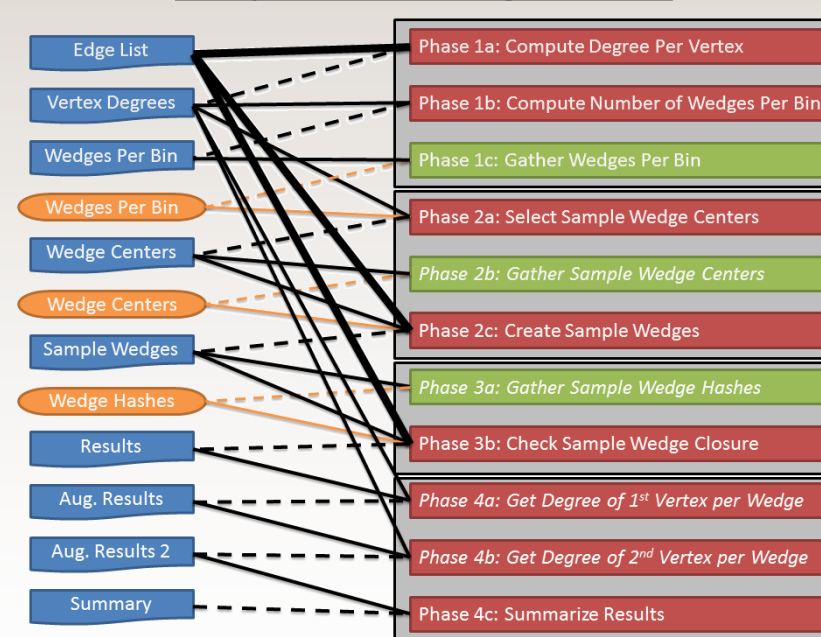 Edge List
Vertex Degrees
Wedges Per Bin
Wedges Per Bin
Wedge Centers
Wedge Centers
Sample Wedges
Wedge Hashes
Results
Aug. Results
Aug. Results 2
Summary
Phase 1a: Compute Degree Per Vertex
Phase 1b: Compute Number of Wedges Per Bin
Phase 1c: Gather Wedges Per Bin
Phase 2a: Select Sample Wedge Centers
Phase 2b: Gather Sample Wedge Centers
Phase 2c: Create Sample Wedges
Phase 3a: Gather Sample Wedge Hashes
Phase 3b: Check Sample Wedge Closure
Phase 4a: Get Degree of 1st Vertex per Wedge
Phase 4b: Get Degree of 2nd Vertex per Wedge
Phase 4c: Summarize Results